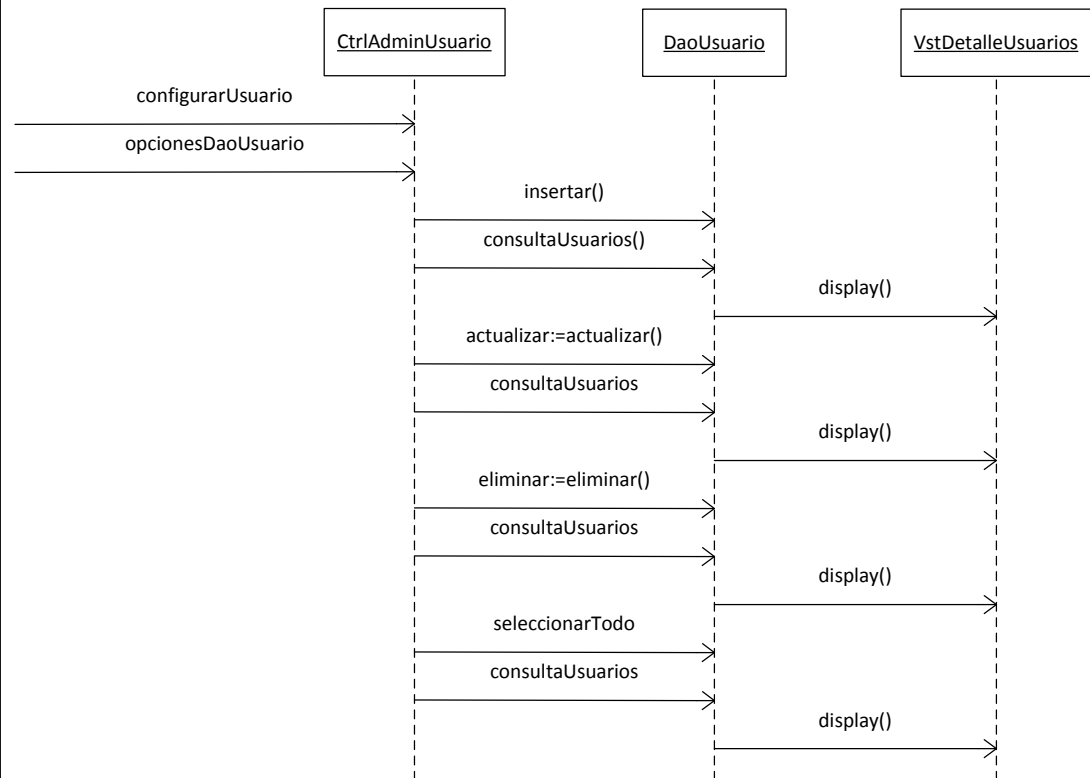 CtrlAdminUsuario
DaoUsuario
VstDetalleUsuarios
configurarUsuario
opcionesDaoUsuario
insertar()
consultaUsuarios()
display()
actualizar:=actualizar()
consultaUsuarios
display()
eliminar:=eliminar()
consultaUsuarios
display()
seleccionarTodo
consultaUsuarios
display()